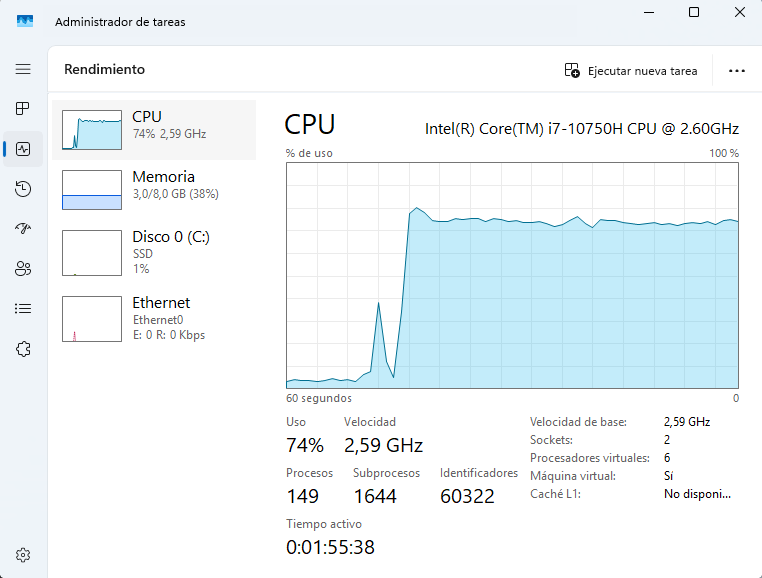 Administrador de tareas
Rendimiento
Ejecutar nueva tarea
CPU
74% 2,59 GHz
Memoria
3,0/8,0 GB (38%)
Disco 0 (C:)
SSD
1%
Ethernet
Ethernet0
E: 0 R: 0 Kbps
CPU
Intel(R) Core(TM) i7-10750H CPU @ 2.60GHz
% de uso 100 %
60 segundos 0
Uso Velocidad
74% 2,59 GHz
Procesos Subprocesos Identificadores
149 1644 60322
Tiempo activo
0:01:55:38
Velocidad de base: 2,59 GHz
Sockets: 2
Procesadores virtuales: 6
Máquina virtual: Sí
Caché L1: No disponi...